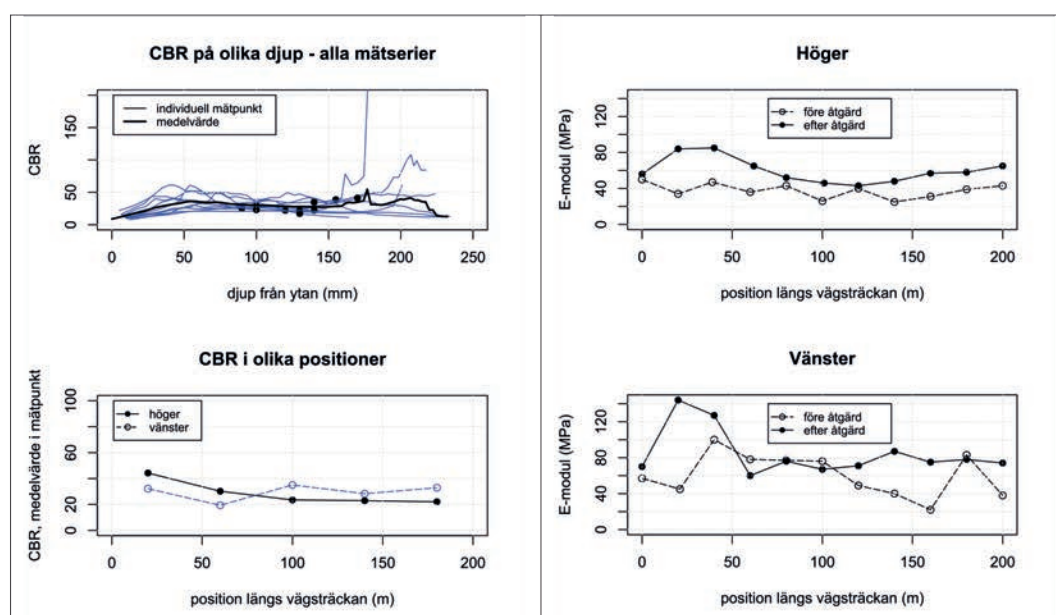 CBR på olika djup - alla mätserier
individuell mätpunkt
medelvärde
CBR
0 50 150
0 50 100 150 200 250
djup från ytan (mm)
Höger
före åtgärd
efter åtgärd
E-modul (MPa)
0 40 80 120
0 50 100 150 200
position längs vägsträckan (m)
CBR i olika positioner
höger
vänster
CBR, medelvärde i mätpunkt
0 20 60 100
0 50 100 150 200
position längs vägsträckan (m)
Vänster
före åtgärd
efter åtgärd
E-modul (MPa)
0 40 80 120
0 50 100 150 200
position längs vägsträckan (m)